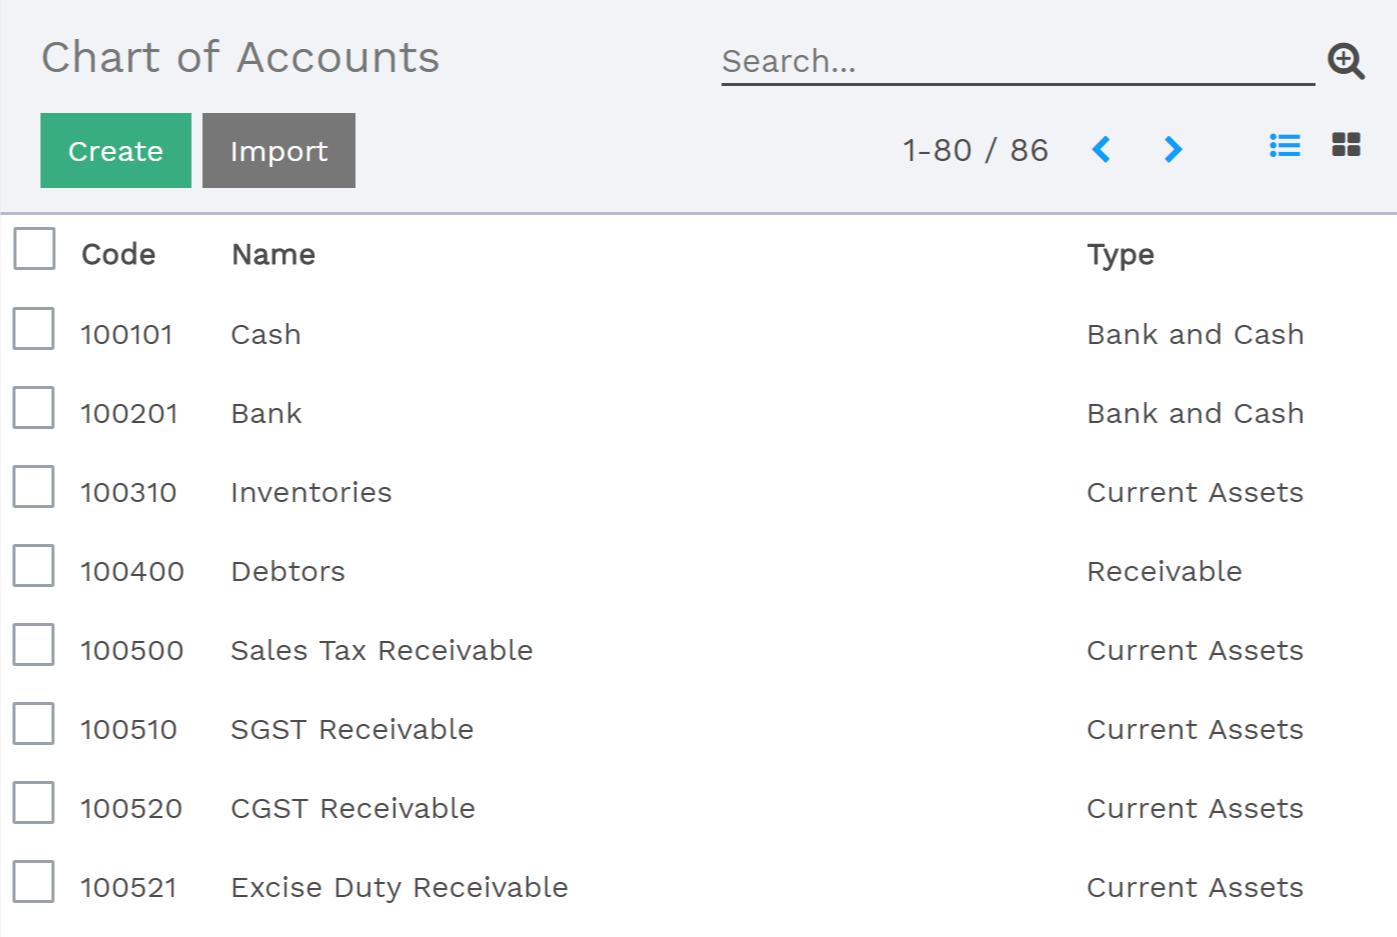 Chart of Accounts
Search...
Create Import
1-80 / 86
Code Name Type
100101 Cash Bank and Cash
100201 Bank Bank and Cash
100310 Inventories Current Assets
100400 Debtors Receivable
100500 Sales Tax Receivable Current Assets
100510 SGST Receivable Current Assets
100520 CGST Receivable Current Assets
100521 Excise Duty Receivable Current Assets